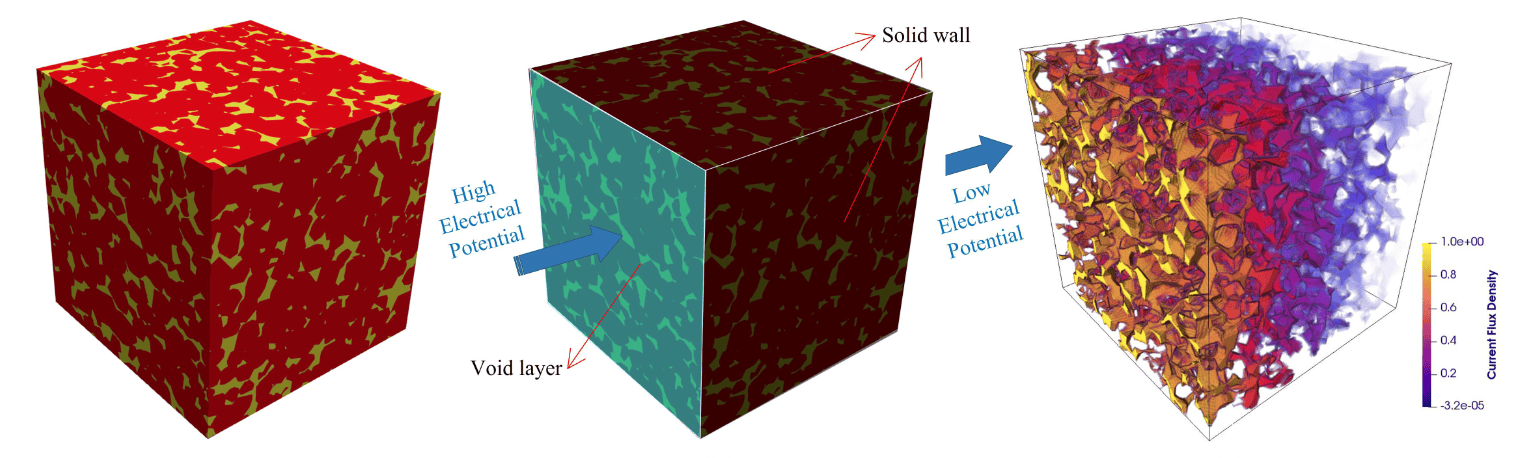 Solid wall
High
Electrical
Potential
Void layer
Low
Electrical
Potential
1.0e+00
0.8
0.6
0.4
0.2
-3.2e-05
Current Flux Density